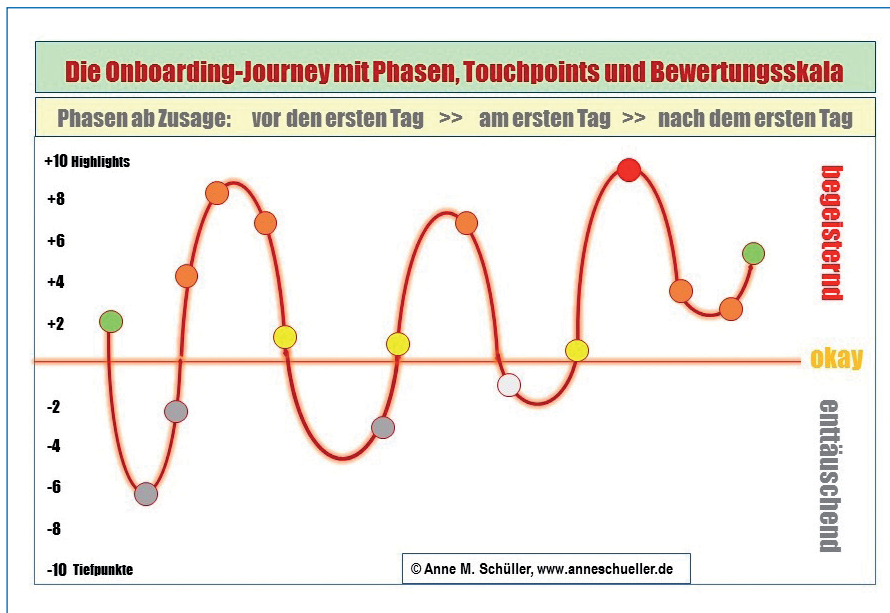 Die Onboarding-Journey mit Phasen, Touchpoints und Bewertungsskala
Phasen ab Zusage: vor den ersten Tag >> am ersten Tag >> nach dem ersten Tag
+10 Highlights
+8
+6
+4
+2
-2
-4
-6
-8
-10 Tiefpunkte
begeisternd
okay
enttäuschend
© Anne M. Schüller, www.anneschueller.de